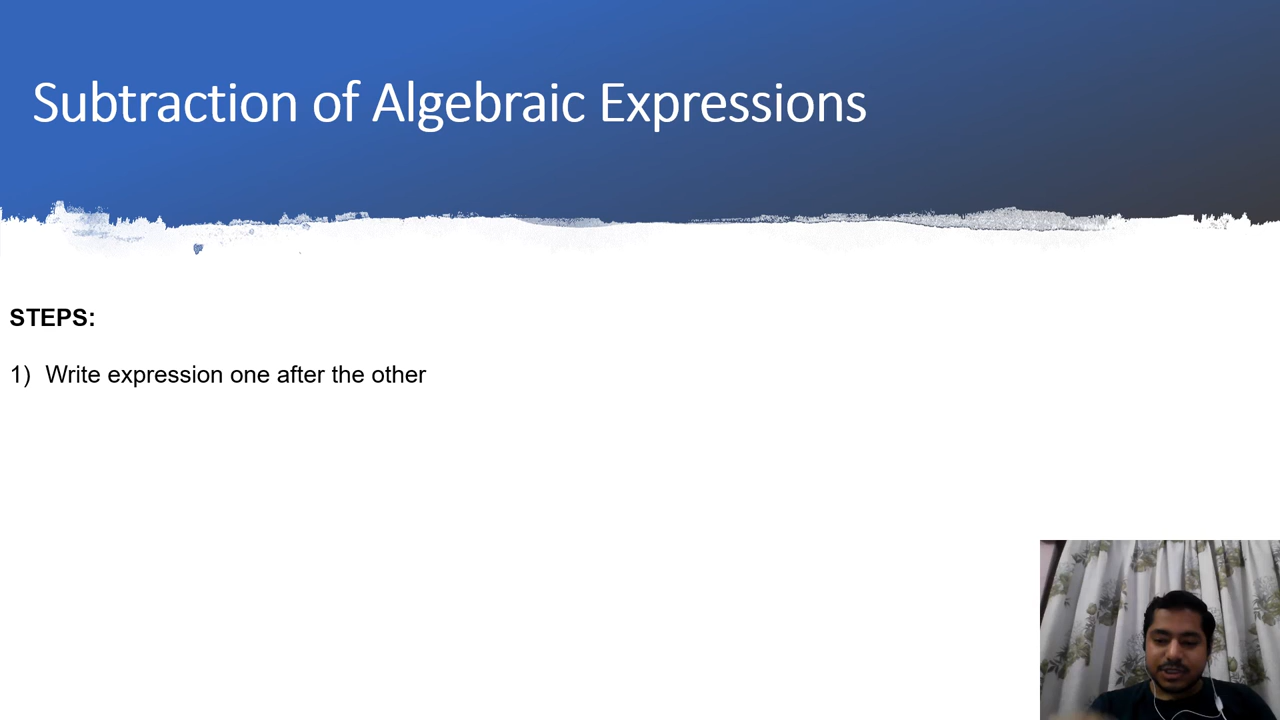 Subtraction of Algebraic Expressions
STEPS:
1) Write expression one after the other